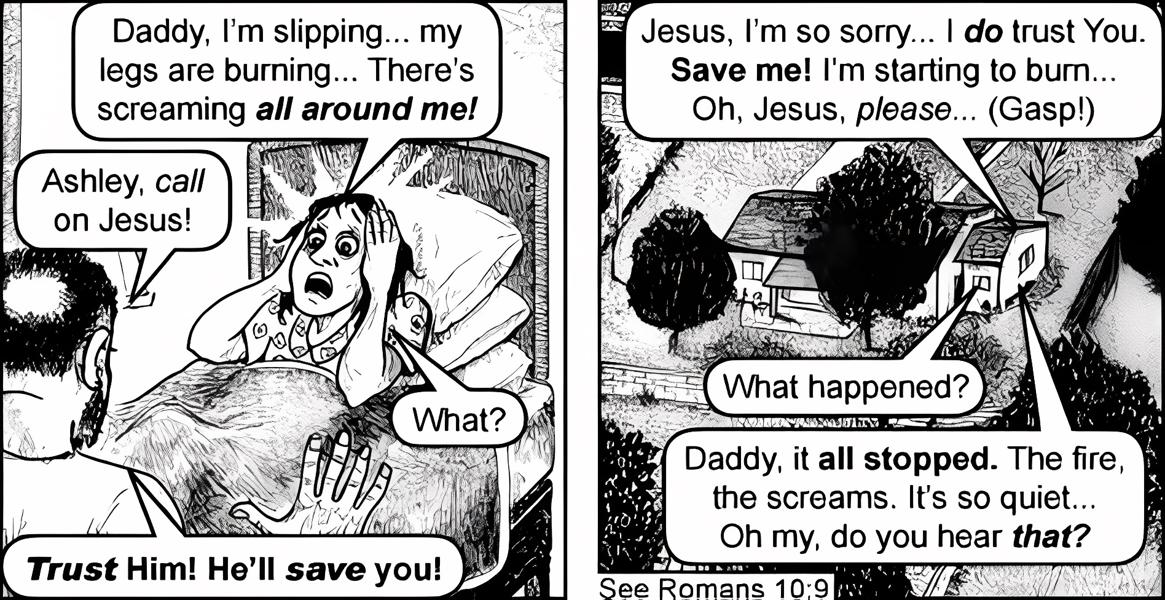 Daddy, I'm slipping... my
legs are burning... There's
screaming all around me!
Ashley, call
on Jesus!
What?
Trust Him! He'll save you!
Jesus, I'm so sorry... I do trust You.
Save me! I'm starting to burn...
Oh, Jesus, please... (Gasp!)
What happened?
Daddy, it all stopped. The fire,
the screams. It's so quiet...
Oh my, do you hear that?
See Romans 10:9